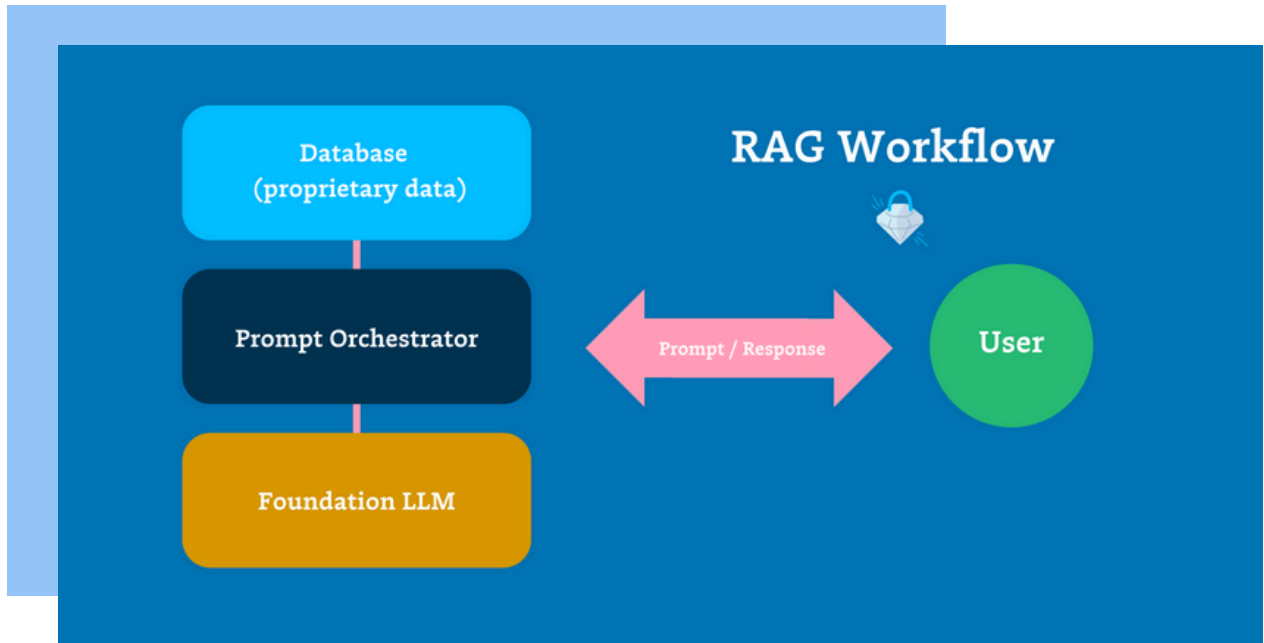 RAG Workflow
Database
(proprietary data)
Prompt Orchestrator
Prompt / Response
User
Foundation LLM